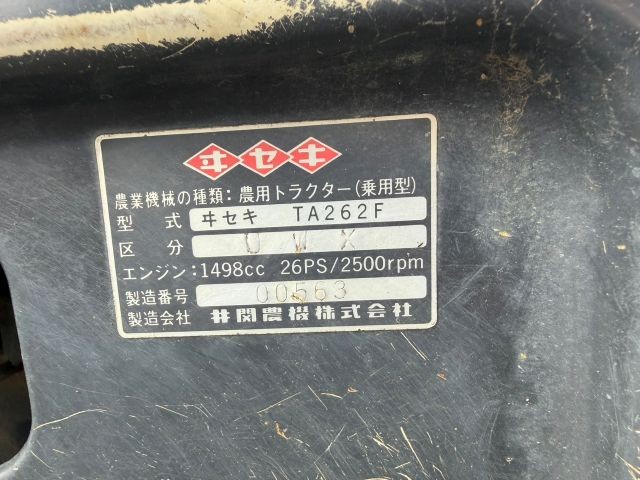 ヰセキ
農業機械の種類：農用トラクター(乗用型)
型式 ヰセキ TA262F
区分 UWX
エンジン：1498cc 26PS/2500rpm
製造番号 00563
製造会社 井関農機株式会社